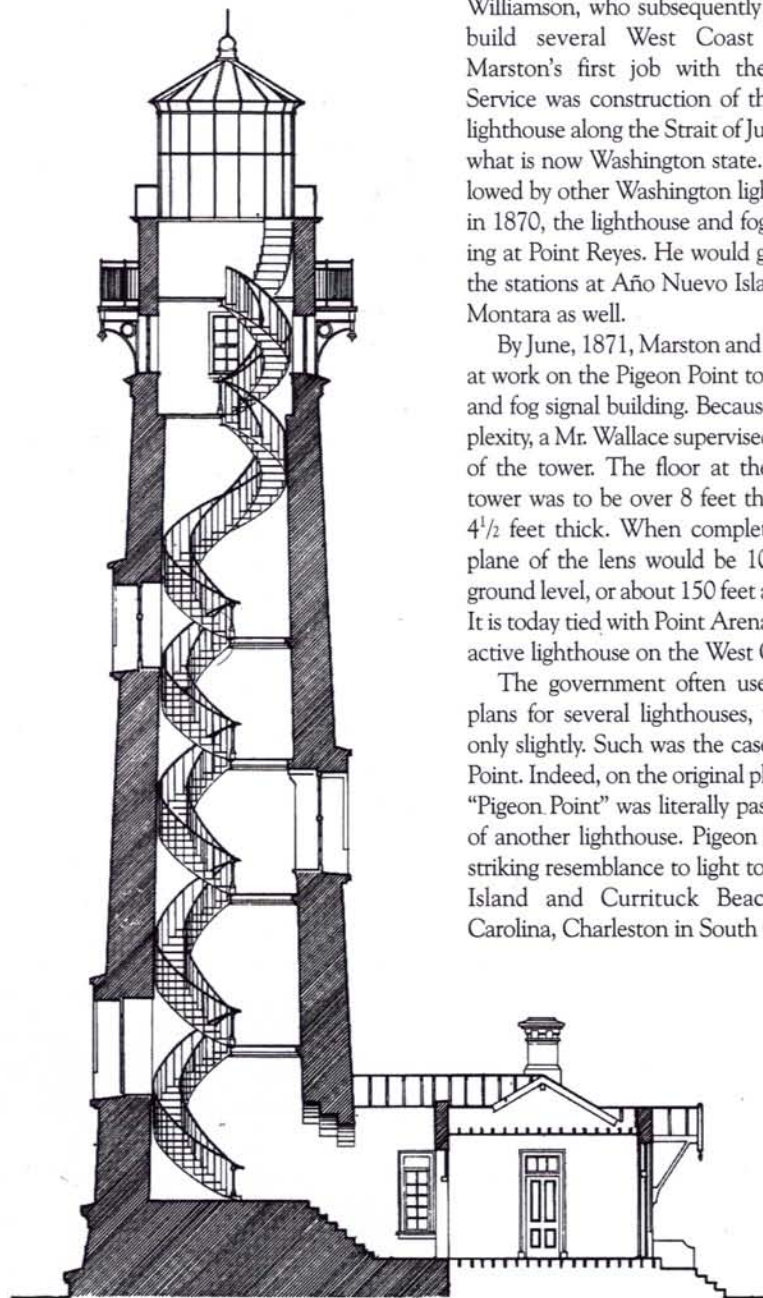 Williamson, who subsequently
build several West Coast
Marston's first job with the
Service was construction of th
lighthouse along the Strait of Ju
what is now Washington state.
lowed by other Washington ligh
in 1870, the lighthouse and fog
ing at Point Reyes. He would g
the stations at Año Nuevo Isla
Montara as well.
By June, 1871, Marston and
at work on the Pigeon Point to
and fog signal building. Becaus
plexity, a Mr. Wallace supervised
of the tower. The floor at the
tower was to be over 8 feet th
4½ feet thick. When complet
plane of the lens would be 10
ground level, or about 150 feet a
It is today tied with Point Arena
active lighthouse on the West C
The government often use
plans for several lighthouses,
only slightly. Such was the case
Point. Indeed, on the original pl
"Pigeon Point" was literally pas
of another lighthouse. Pigeon
striking resemblance to light to
Island and Currituck Beac
Carolina, Charleston in South